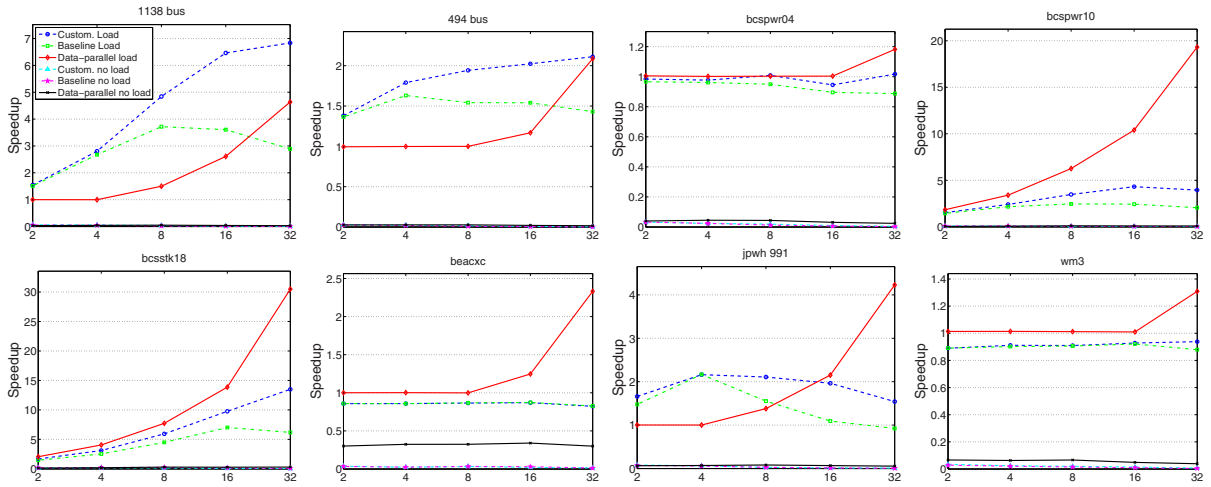 1138 bus
7
6
5
4
3
2
1
0
Speedup
Custom. Load
Baseline Load
Data-parallel load
Custom. no load
Baseline no load
Data-parallel no load
2 4 8 16 32
494 bus
2
1.5
1
0.5
0
Speedup
2 4 8 16 32
bcspwr04
1.2
1
0.8
0.6
0.4
0.2
0
Speedup
2 4 8 16 32
bcspwr10
20
15
10
5
0
Speedup
2 4 8 16 32
bcsstk18
30
25
20
15
10
5
0
Speedup
2 4 8 16 32
beacxc
2.5
2
1.5
1
0.5
0
Speedup
2 4 8 16 32
jpwh 991
4
3
2
1
0
Speedup
2 4 8 16 32
wm3
1.4
1.2
1
0.8
0.6
0.4
0.2
0
Speedup
2 4 8 16 32